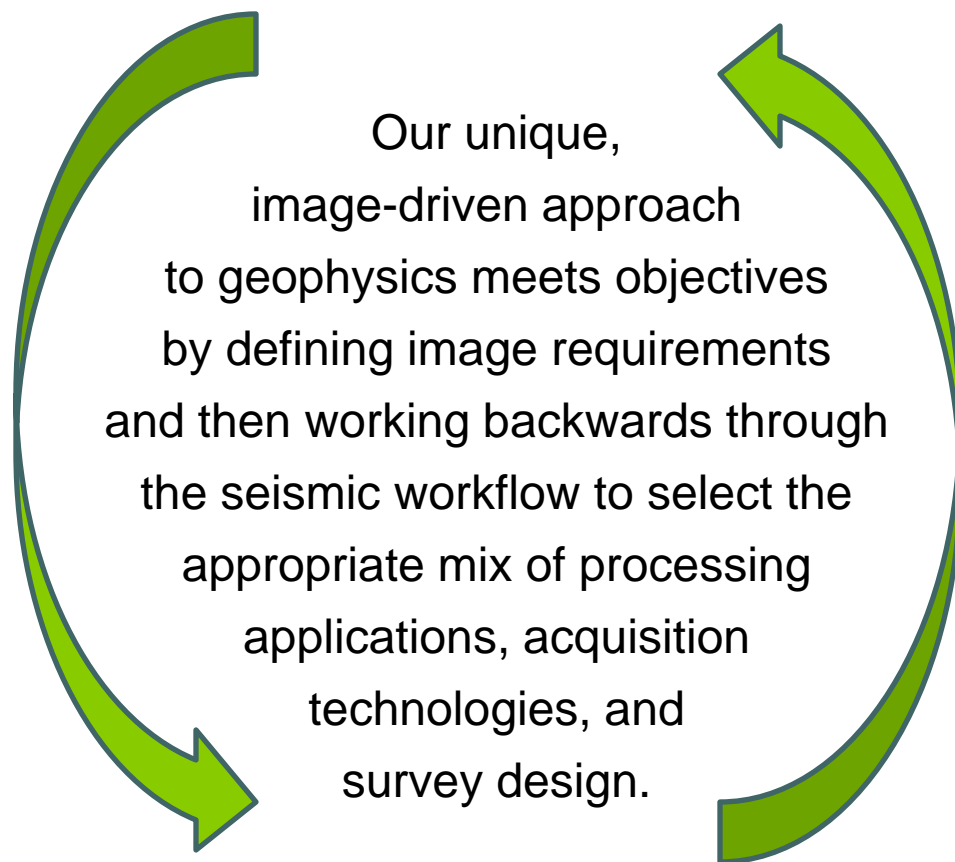 Our unique,
image-driven approach
to geophysics meets objectives
by defining image requirements
and then working backwards through
the seismic workflow to select the
appropriate mix of processing
applications, acquisition
technologies, and
survey design.